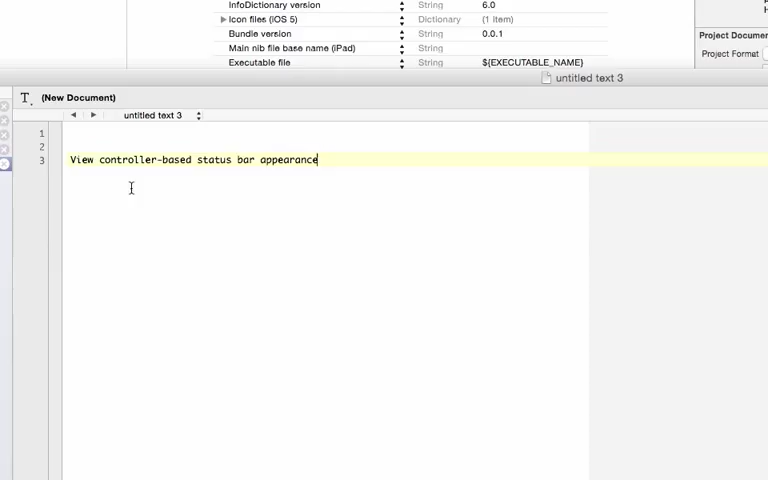 InfoDictionary version String 6.0
Icon files (iOS 5) Dictionary (1 item)
Bundle version String 0.0.1
Main nib file base name (iPad) String
Executable file String ${EXECUTABLE_NAME}
Project Documen
Project Format
untitled text 3
(New Document)
untitled text 3
1
2
3 View controller-based status bar appearance